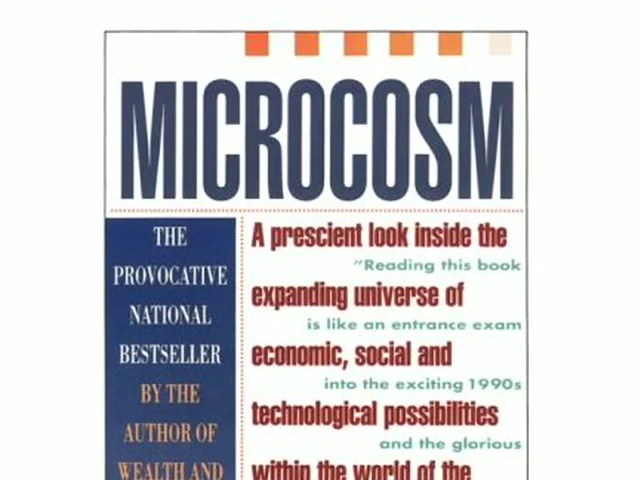 MICROCOSM
THE
PROVOCATIVE
NATIONAL
BESTSELLER
BY THE
AUTHOR OF
WEALTH AND
A prescient look inside the
"Reading this book
expanding universe of
is like an entrance exam
economic, social and
into the exciting 1990s
technological possibilities
and the glorious
within the world of the